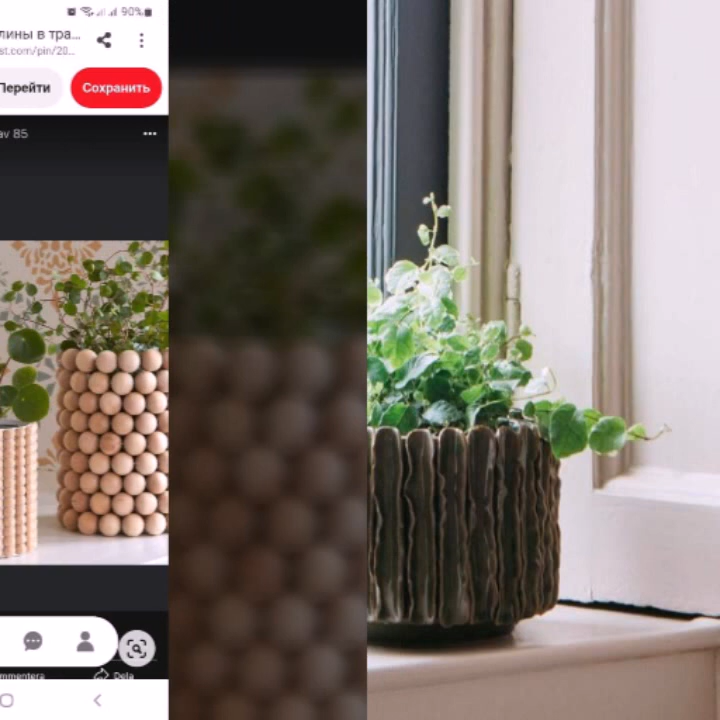 90%
лины в тра...
st.com/pin/20...
Перейти
Сохранить
av 85
mmentera
Dela